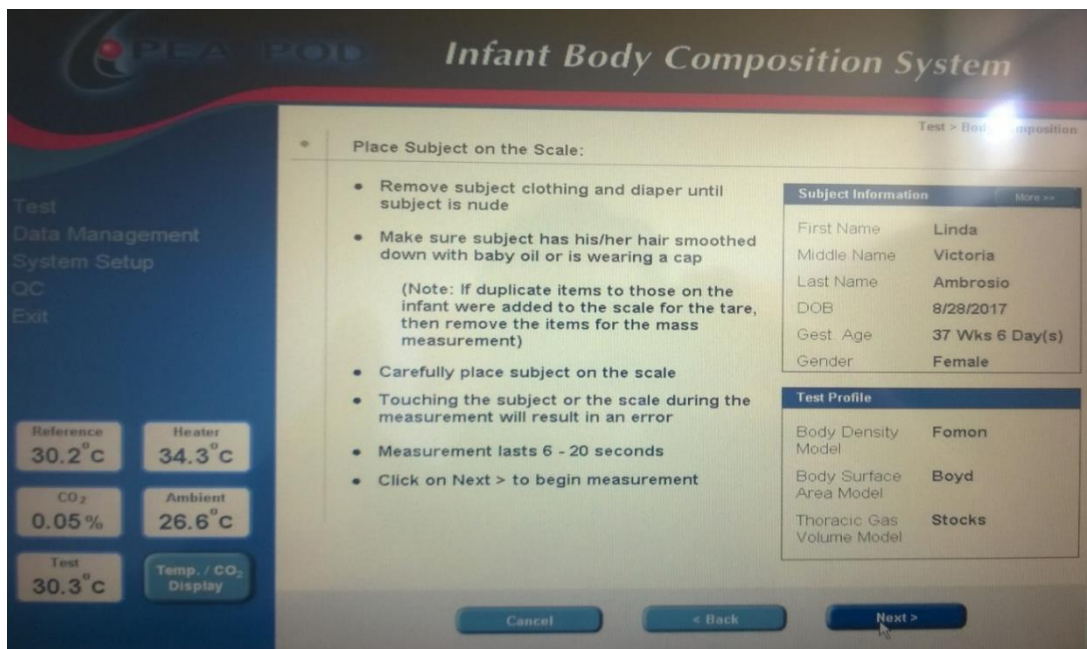 PEA POD
Infant Body Composition System
Test > Body Composition
Place Subject on the Scale:
• Remove subject clothing and diaper until
subject is nude
• Make sure subject has his/her hair smoothed
down with baby oil or is wearing a cap
(Note: If duplicate items to those on the
infant were added to the scale for the tare,
then remove the items for the mass
measurement)
• Carefully place subject on the scale
• Touching the subject or the scale during the
measurement will result in an error
• Measurement lasts 6 - 20 seconds
• Click on Next > to begin measurement
Test
Data Management
System Setup
QC
Exit
Reference
30.2°C
Heater
34.3°C
CO₂
0.05%
Ambient
26.6°C
Test
30.3°C
Temp. / CO₂
Display
Subject Information
More >>
First Name Linda
Middle Name Victoria
Last Name Ambrosio
DOB 8/28/2017
Gest. Age 37 Wks 6 Day(s)
Gender Female
Test Profile
Body Density Fomon
Model
Body Surface Boyd
Area Model
Thoracic Gas Stocks
Volume Model
Cancel
< Back
Next >